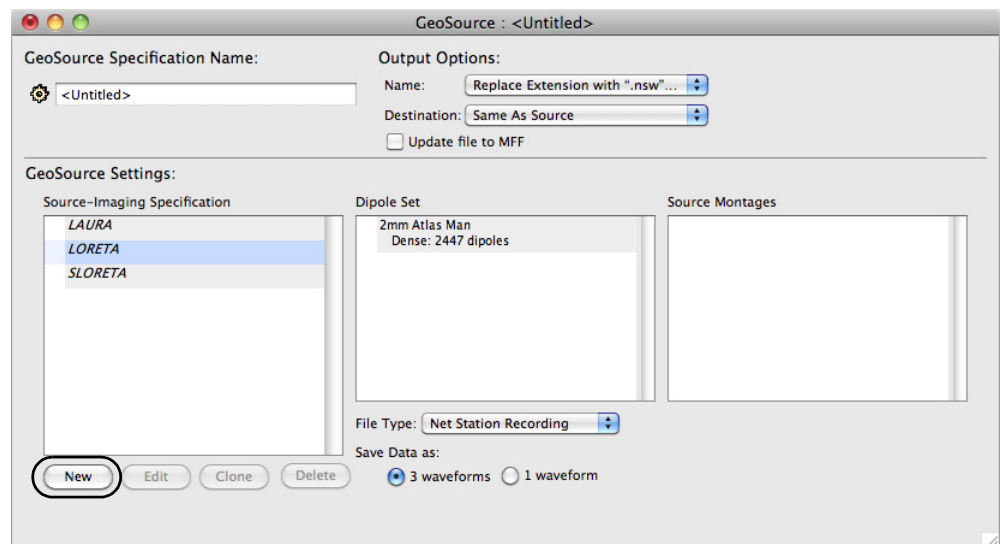 GeoSource : <Untitled>
GeoSource Specification Name:
<Untitled>
Output Options:
Name: Replace Extension with ".nsw"...
Destination: Same As Source
Update file to MFF
GeoSource Settings:
Source-Imaging Specification
LAURA
LORETA
SLORETA
New Edit Clone Delete
Dipole Set
2mm Atlas Man
Dense: 2447 dipoles
File Type: Net Station Recording
Save Data as:
3 waveforms 1 waveform
Source Montages